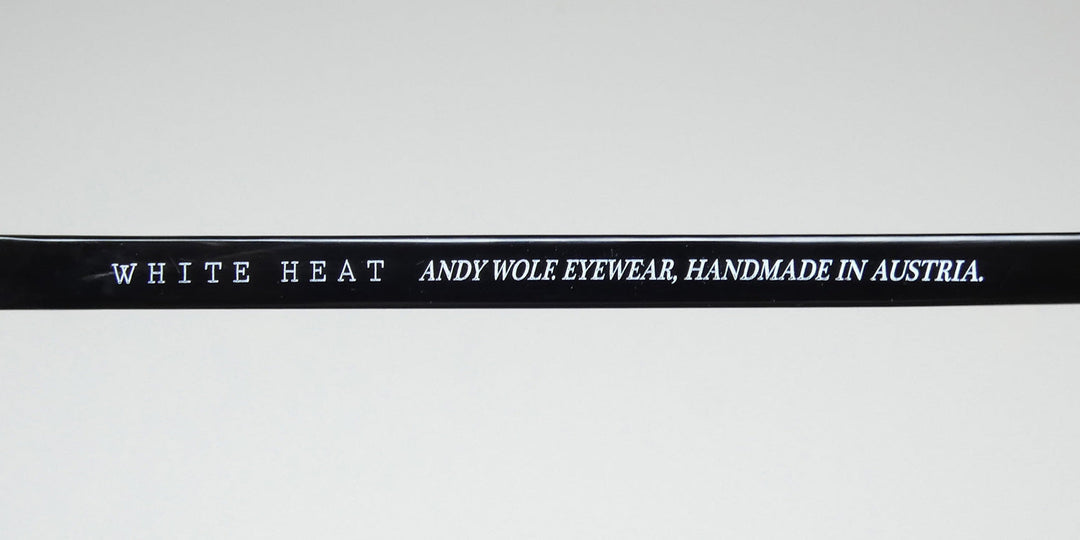 WHITE HEAT ANDY WOLF. EYEWEAR, HANDMADE IN AUSTRIA.